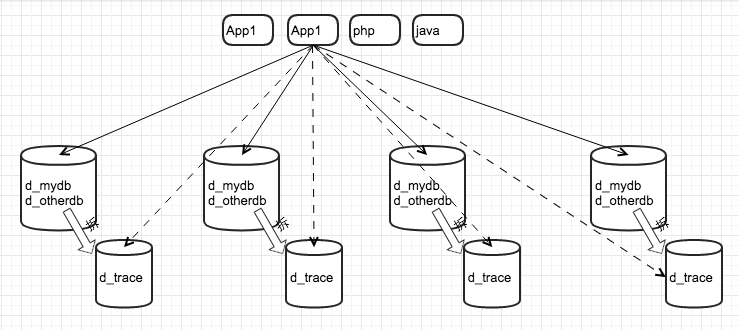 App1
App1
php
java
d_mydb
d_otherdb
d_mydb
d_otherdb
d_mydb
d_otherdb
d_mydb
d_otherdb
d_trace
d_trace
d_trace
d_trace